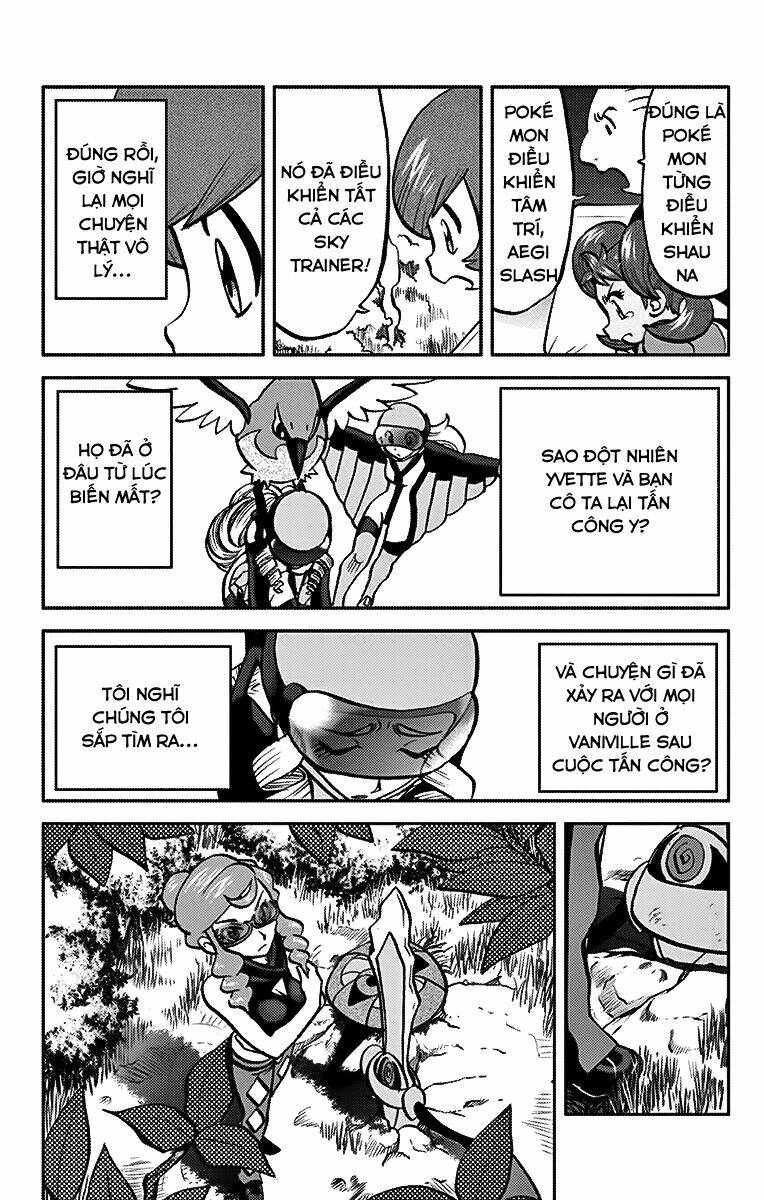 ĐÚNG LÀ
POKÉ
MON
TỪNG
ĐIỀU
KHIỂN
SHAU
NA
POKÉ
MON
ĐIỀU
KHIỂN
TÂM
TRÍ,
AEGI
SLASH
NÓ ĐÃ ĐIỀU
KHIỂN TẤT
CẢ CÁC
SKY
TRAINER!
ĐÚNG RỒI,
GIỜ NGHĨ
LẠI MỌI
CHUYỆN
THẬT VÔ
LÝ...
SAO ĐỘT NHIÊN
YVETTE VÀ BẠN
CÔ TA LẠI TẤN
CÔNG Y?
HỌ ĐÃ Ở
ĐÂU TỪ LÚC
BIẾN MẤT?
VÀ CHUYỆN GÌ ĐÃ
XẢY RA VỚI MỌI
NGƯỜI Ở
VANIVILLE SAU
CUỘC TẤN CÔNG?
TÔI NGHĨ
CHÚNG TÔI
SẮP TÌM RA...